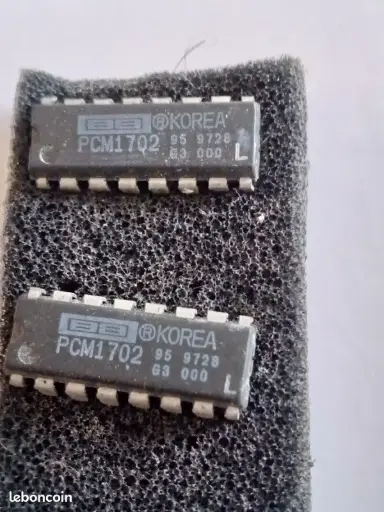 BB ®KOREA
PCM1702 95 9728
G3 000 L
BB ®KOREA
PCM1702 95 9728
G3 000 L
leboncoin